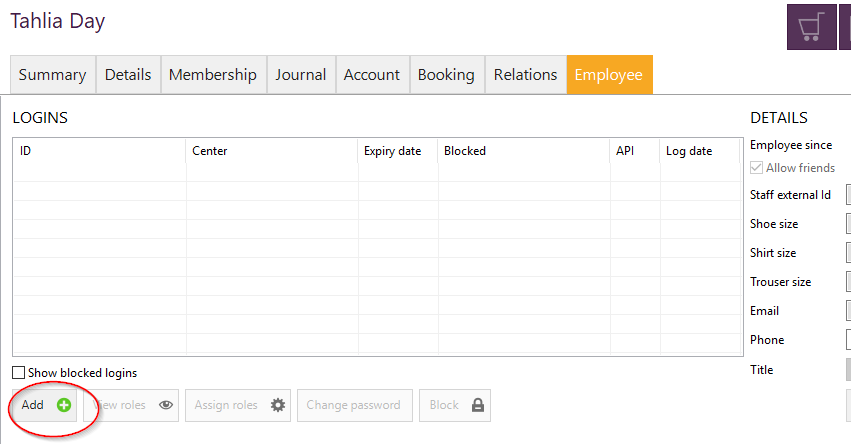 Tahlia Day
Summary Details Membership Journal Account Booking Relations Employee
LOGINS
ID Center Expiry date Blocked API Log date
Show blocked logins
Add View roles Assign roles Change password Block
DETAILS
Employee since
Allow friends
Staff external Id
Shoe size
Shirt size
Trouser size
Email
Phone
Title